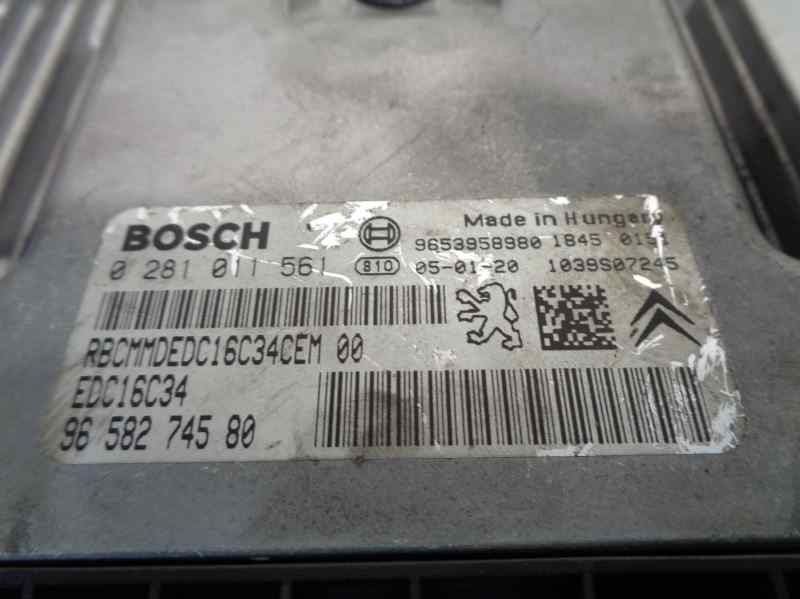 BOSCH
Made in Hungary
9653958980 1845
0 281 011 561
810 05-01-20 1039S07245
RBCMMDEDC16C34CEM 00
EDC16C34
96 582 745 80